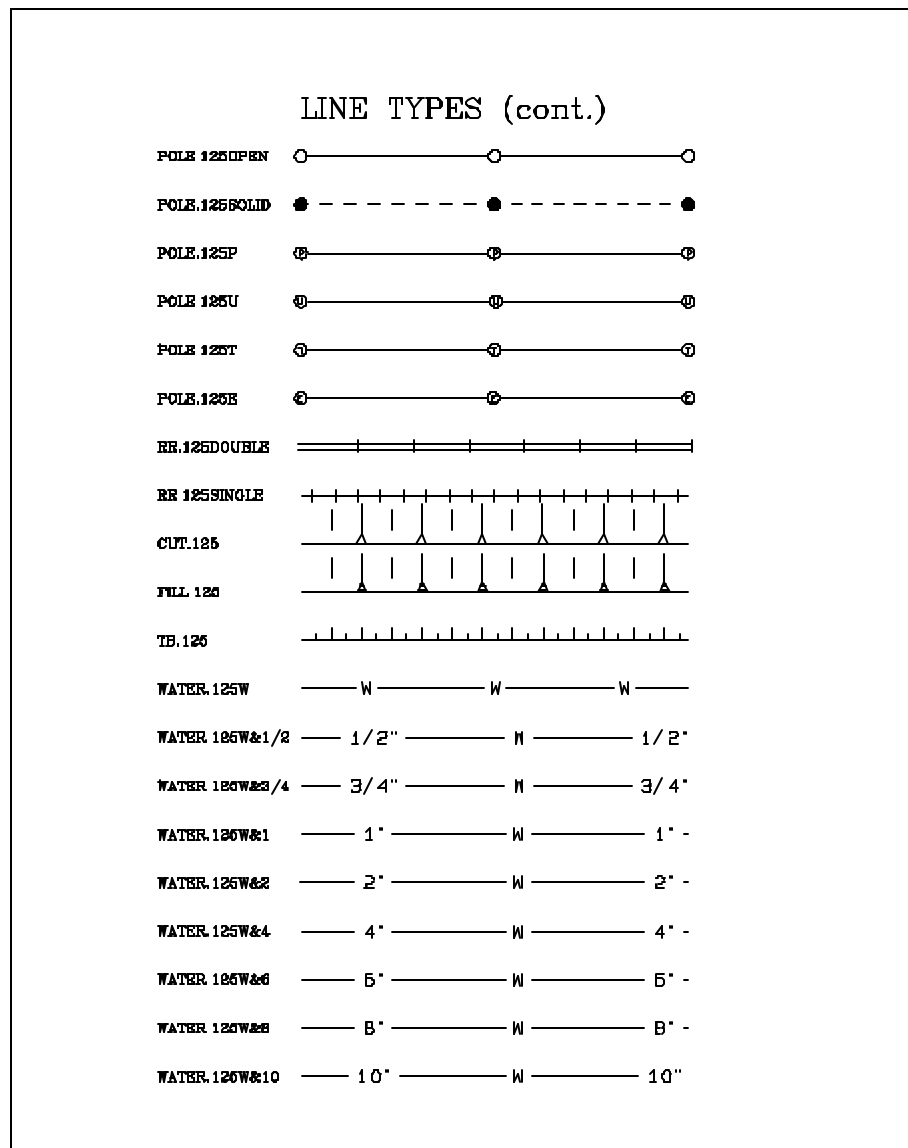 LINE TYPES (cont.)
POLE.125OPEN
POLE.125SOLID
POLE.125P P P P
POLE.125U U U U
POLE.125T T T T
POLE.125E E E E
RR.125DOUBLE
RR.125SINGLE
CUT.125
FILL.125
TB.125
WATER.125W W W W
WATER.125W&1/2 1/2" W 1/2"
WATER.125W&3/4 3/4" W 3/4"
WATER.125W&1 1" W 1"
WATER.125W&2 2" W 2"
WATER.125W&4 4" W 4"
WATER.125W&6 6" W 6"
WATER.125W&8 8" W 8"
WATER.125W&10 10" W 10"